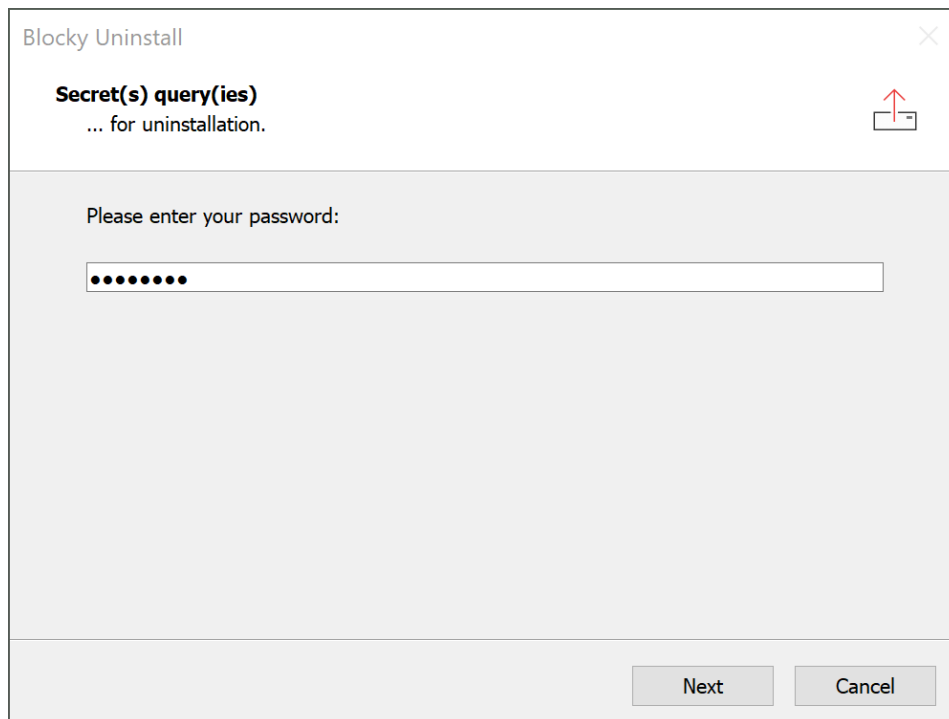 Blocky Uninstall
Secret(s) query(ies)
... for uninstallation.
Please enter your password:
●●●●●●●●
Next
Cancel